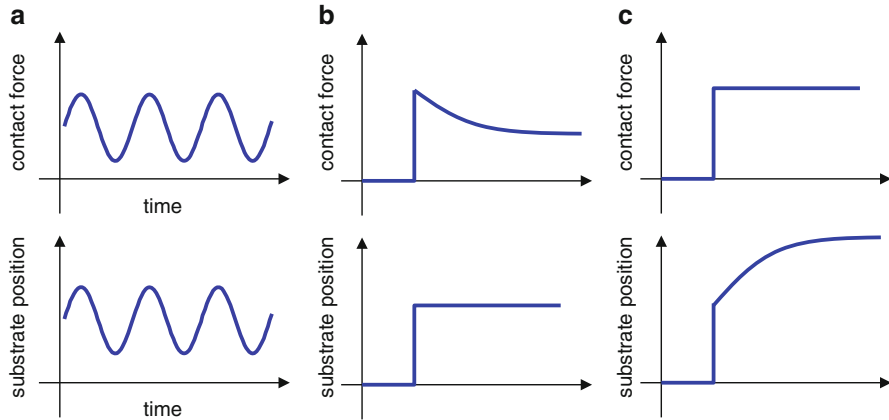 a b c
contact force
contact force
contact force
time
substrate position
substrate position
substrate position
time